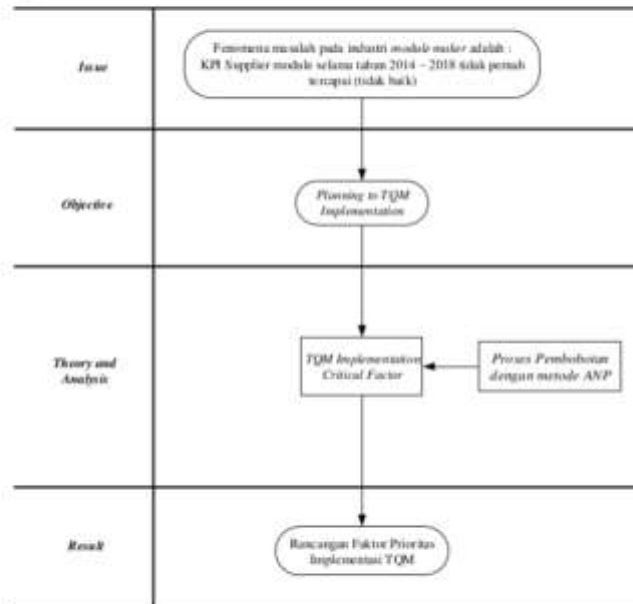 Issue
Fenomena masalah pada industri module maker adalah :
KPI Supplier module selama tahun 2014 – 2018 tidak pernah
tercapai (tidak baik)
Objective
Planning to TQM
Implementation
Theory and
Analysis
TQM Implementation
Critical Factor
Proses Pembobotan
dengan metode ANP
Result
Rancangan Faktor Prioritas
Implementasi TQM